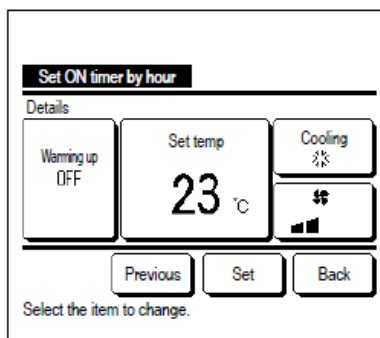 Set ON timer by hour
Details
Warming up
OFF
Set temp
23 °C
Cooling
Previous
Set
Back
Select the item to change.